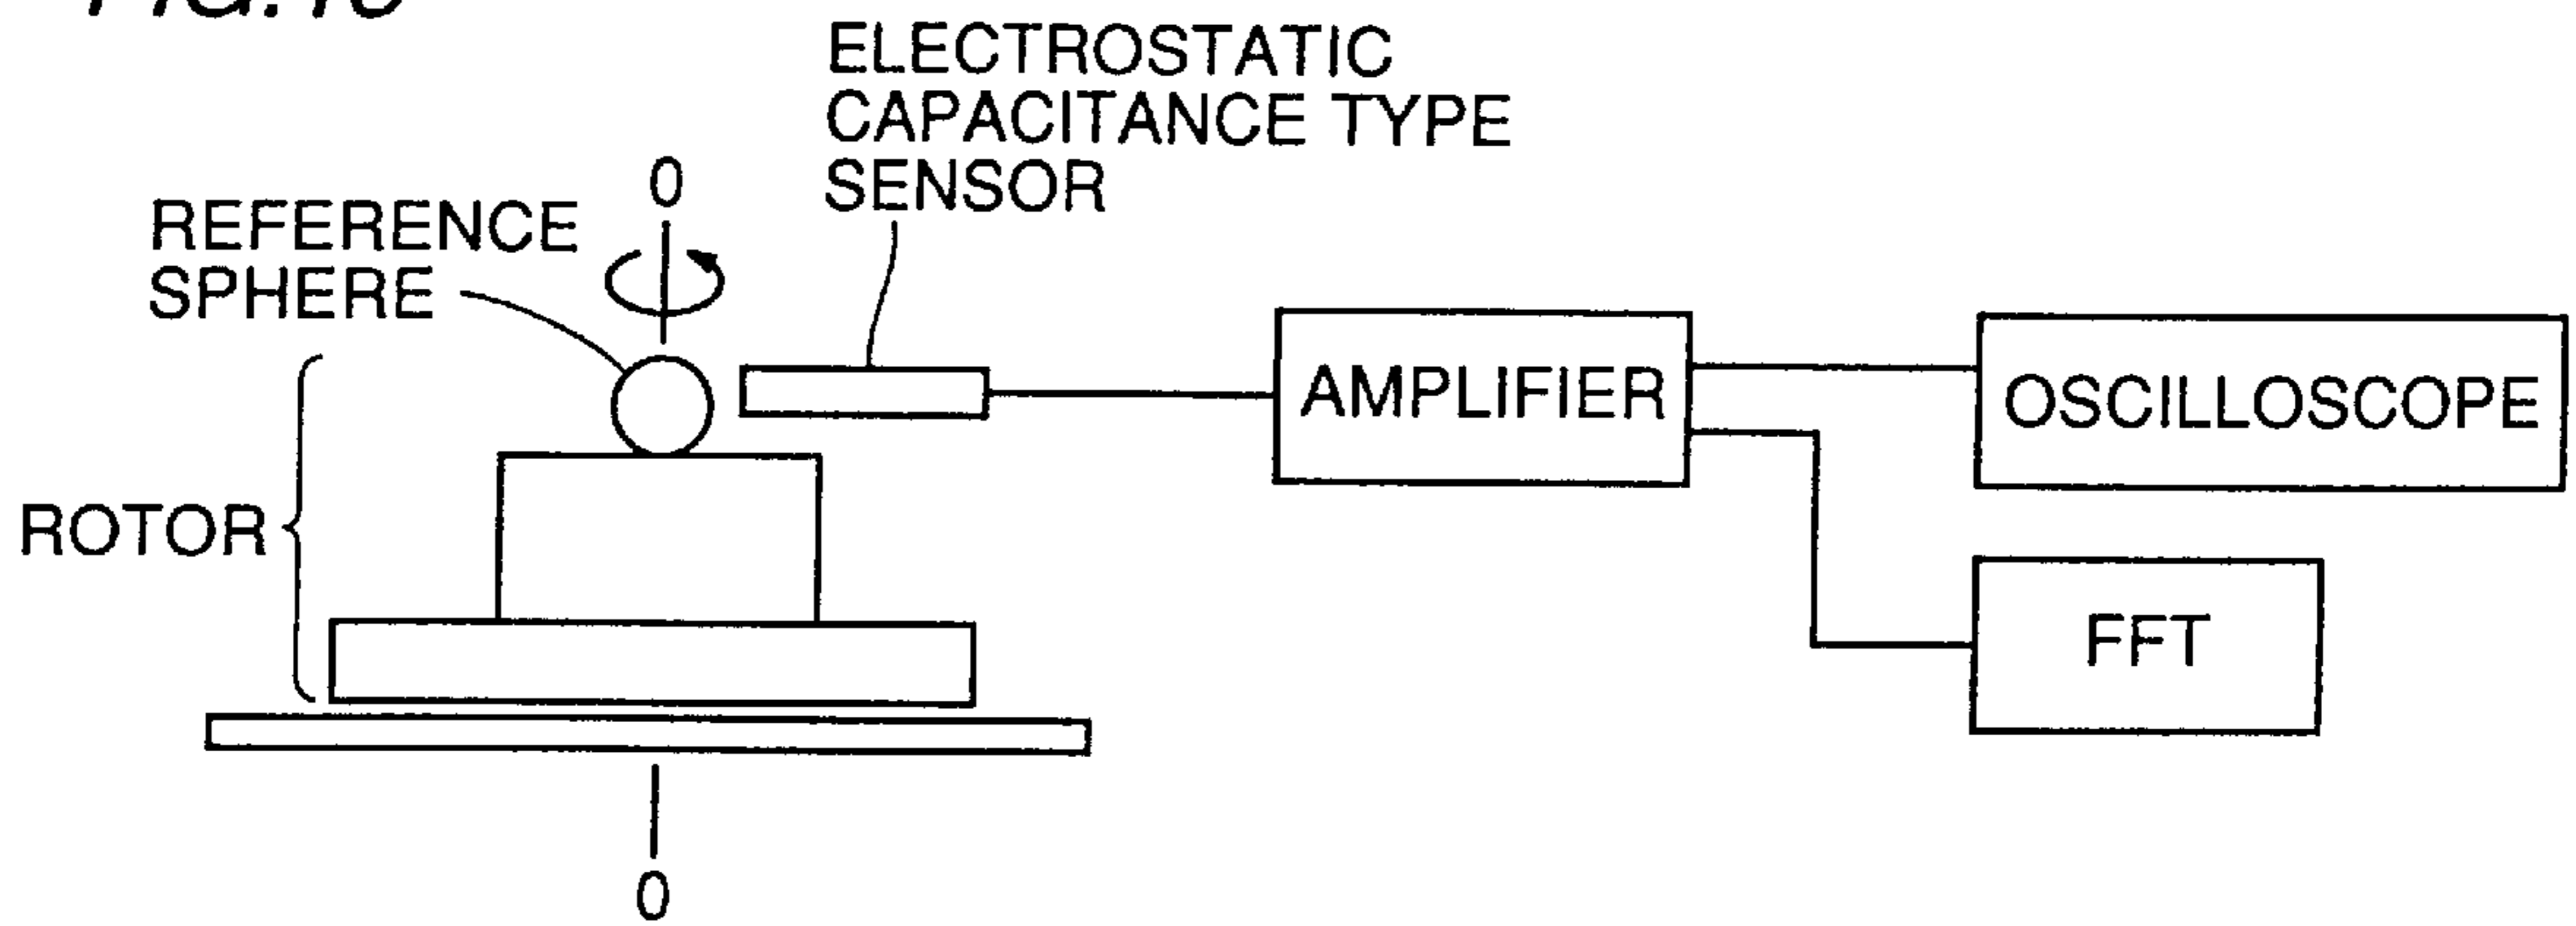 ELECTROSTATIC
CAPACITANCE TYPE
SENSOR
0
REFERENCE
SPHERE
AMPLIFIER
OSCILLOSCOPE
ROTOR
FFT
0